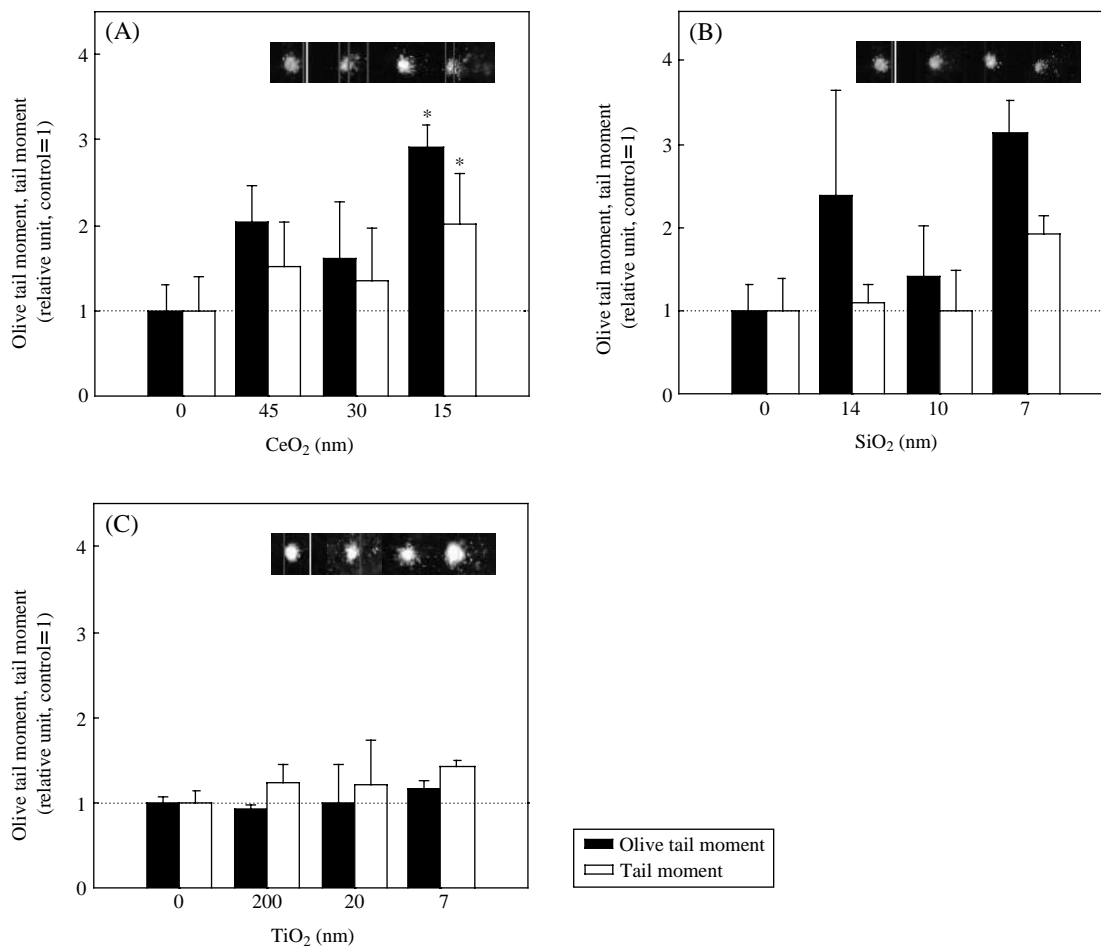 (A)
Olive tail moment, tail moment
(relative unit, control=1)
4
3
2
1
0
*
*
0 45 30 15
CeO₂ (nm)
(B)
Olive tail moment, tail moment
(relative unit, control=1)
4
3
2
1
0
0 14 10 7
SiO₂ (nm)
(C)
Olive tail moment, tail moment
(relative unit, control=1)
4
3
2
1
0
0 200 20 7
TiO₂ (nm)
Olive tail moment
Tail moment